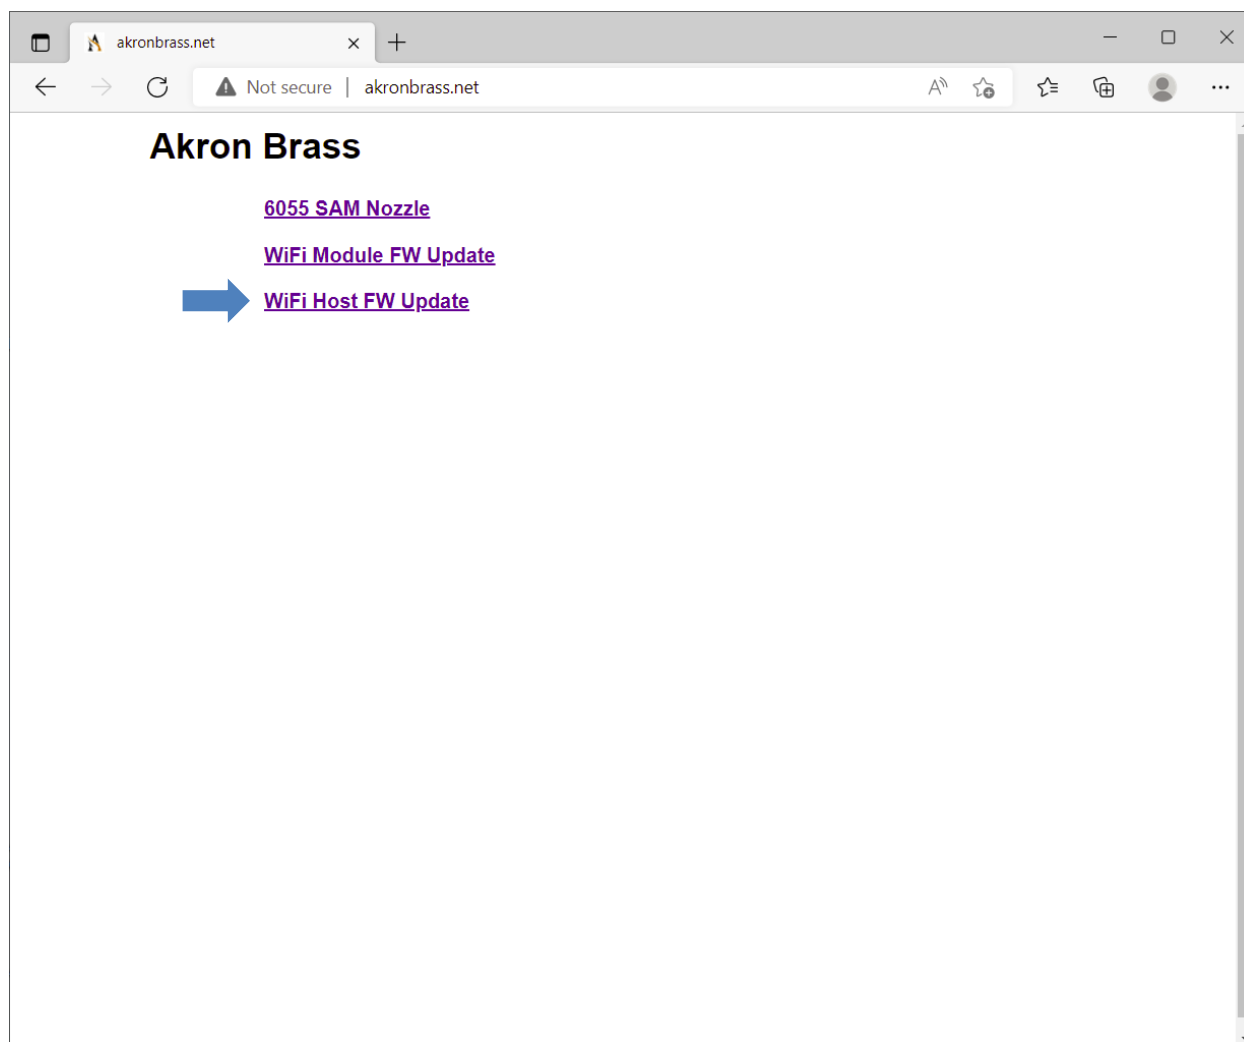 akronbrass.net
Not secure | akronbrass.net
Akron Brass
6055 SAM Nozzle
WiFi Module FW Update
WiFi Host FW Update